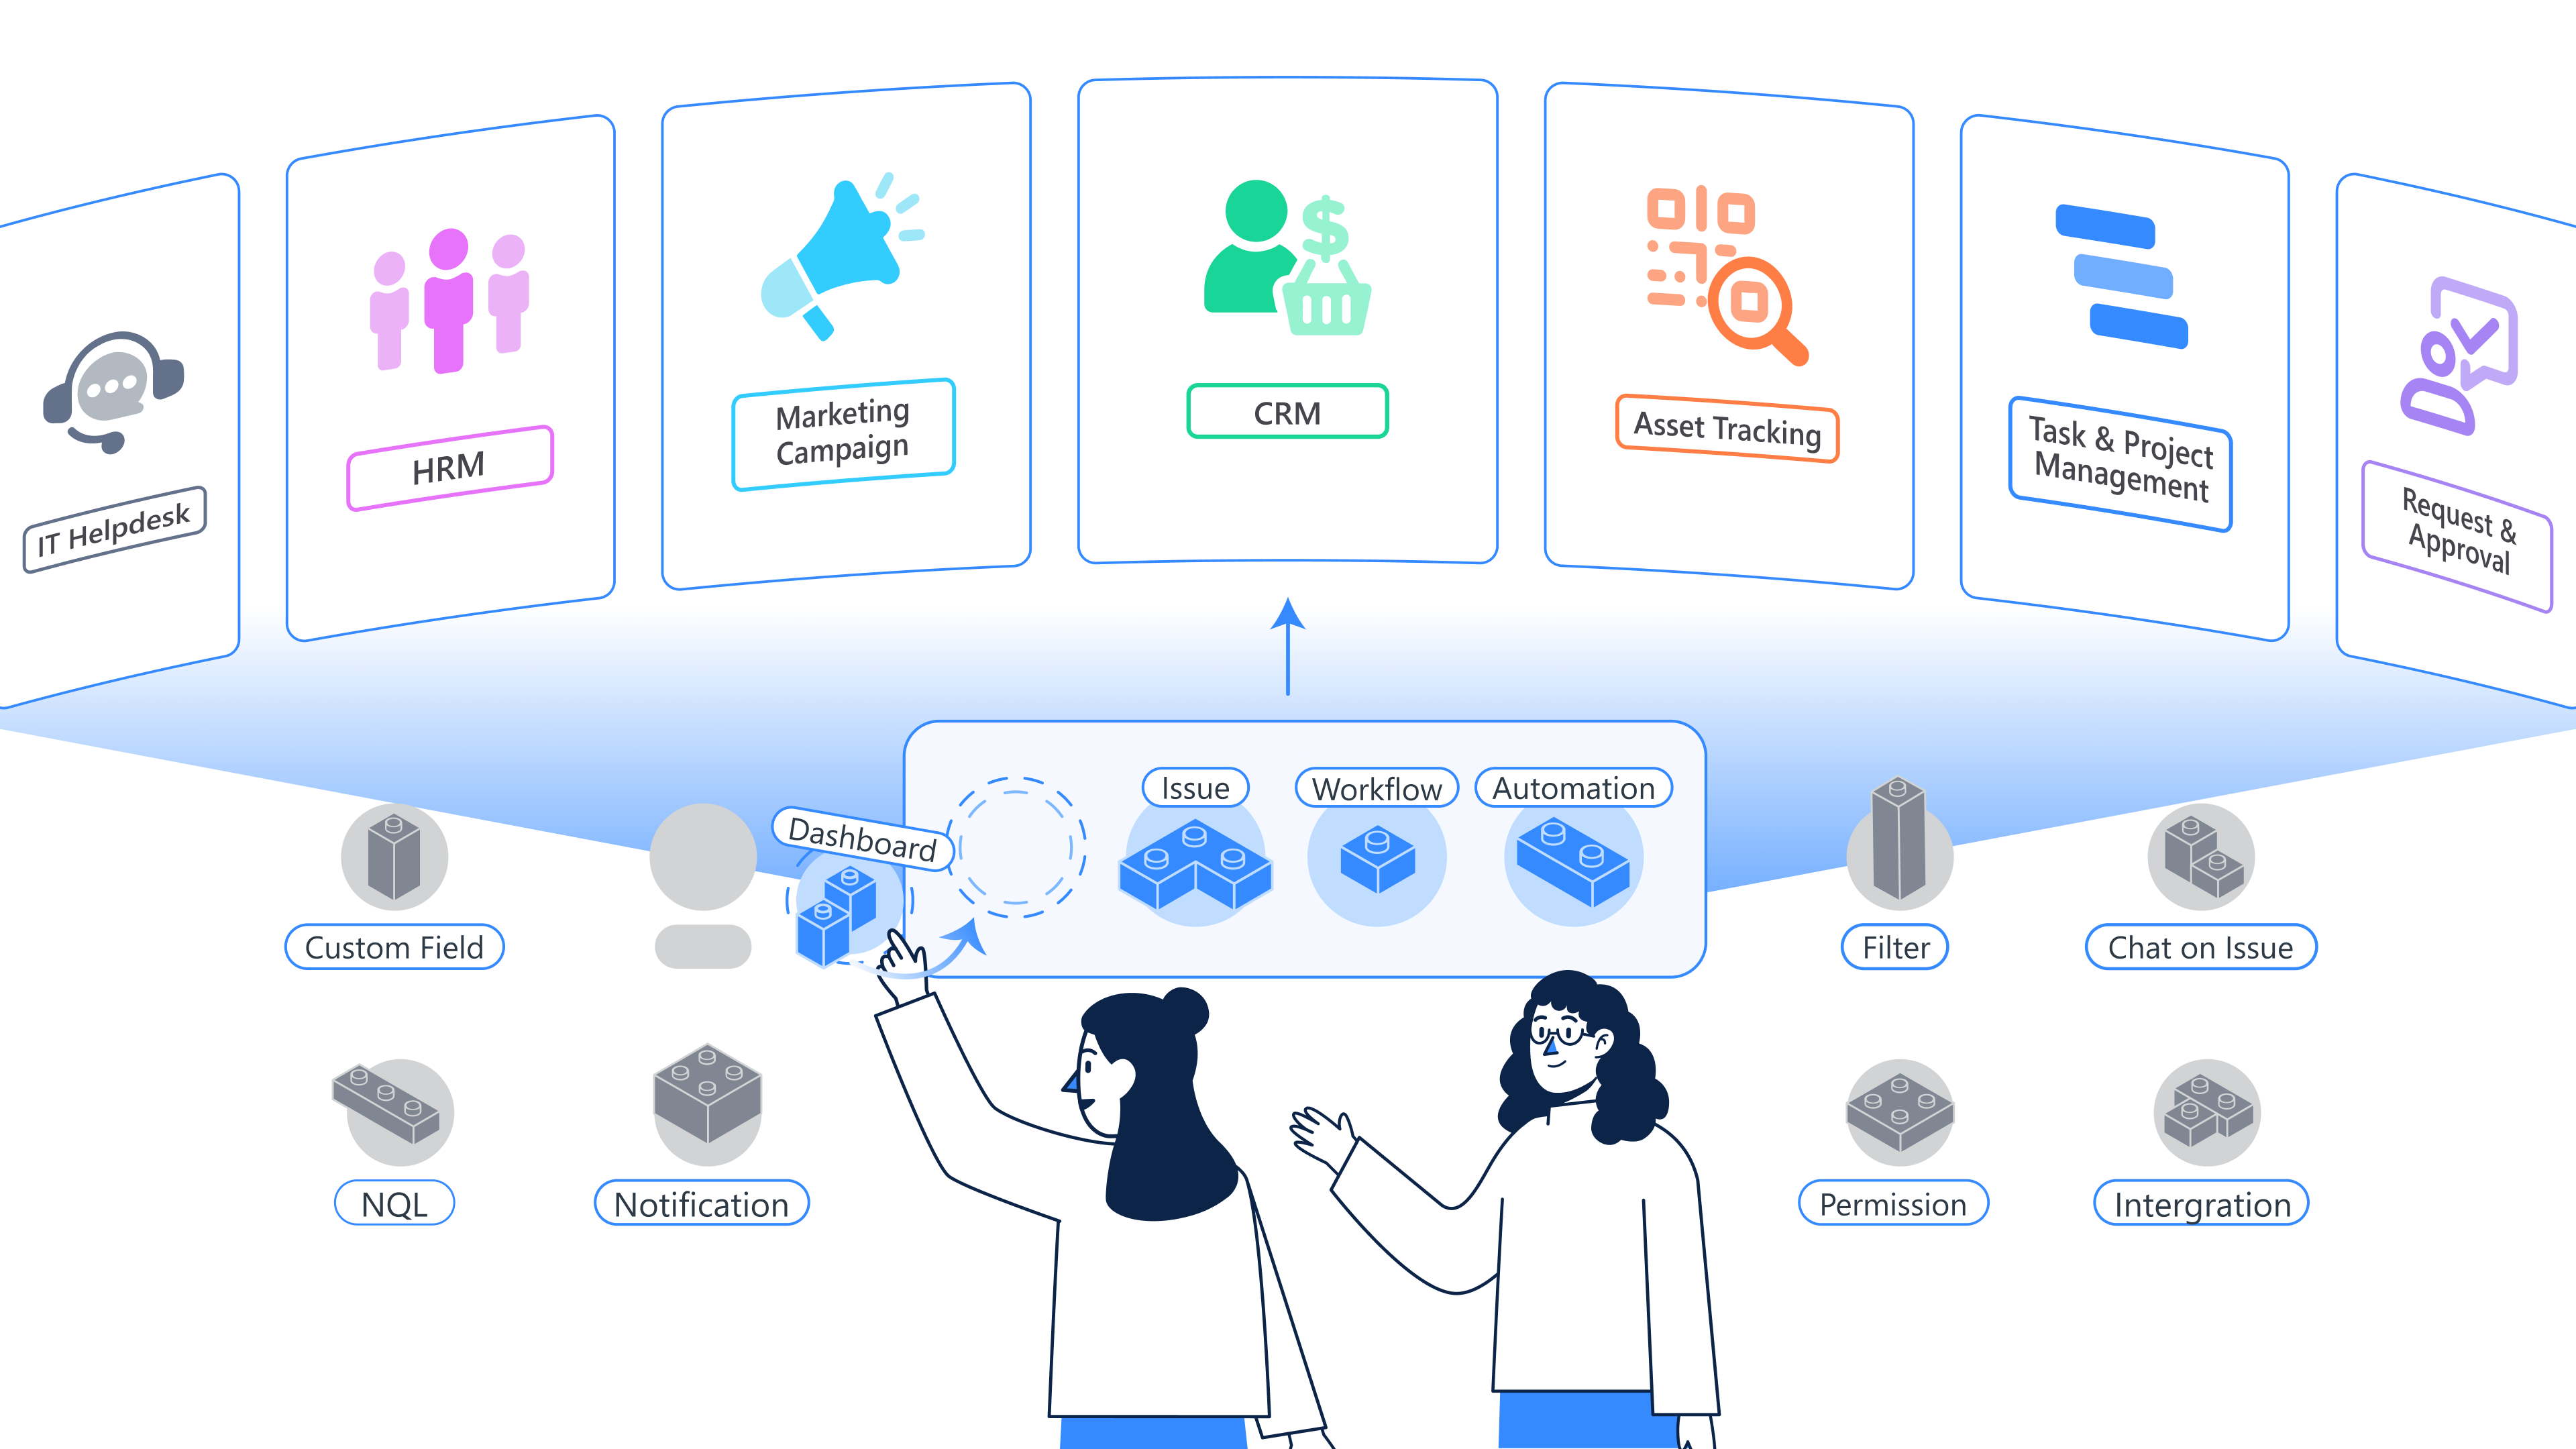 IT Helpdesk
HRM
Marketing
Campaign
CRM
Asset Tracking
Task & Project
Management
Request &
Approval
Dashboard
Issue
Workflow
Automation
Custom Field
Filter
Chat on Issue
NQL
Notification
Permission
Intergration